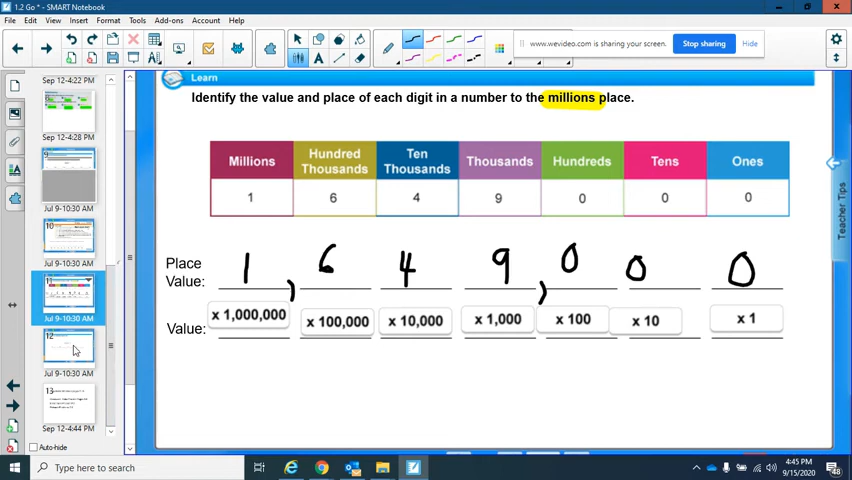 1.2 Go * - SMART Notebook
File Edit View Insert Format Tools Add-ons Account Help
www.wevideo.com is sharing your screen.
Stop sharing
Hide
Sep 12-4:22 PM
Sep 12-4:28 PM
9
Jul 9-10:30 AM
10
Jul 9-10:30 AM
11
Jul 9-10:30 AM
12
Jul 9-10:30 AM
13
Sep 12-4:44 PM
Auto-hide
Learn
Identify the value and place of each digit in a number to the millions place.
Millions Hundred Thousands Ten Thousands Thousands Hundreds Tens Ones
1 6 4 9 0 0 0
Place Value: 1, 6 4 9, 0 0 0
Value: x 1,000,000 x 100,000 x 10,000 x 1,000 x 100 x 10 x 1
Teacher Tips
Type here to search
4:45 PM
9/15/2020
48